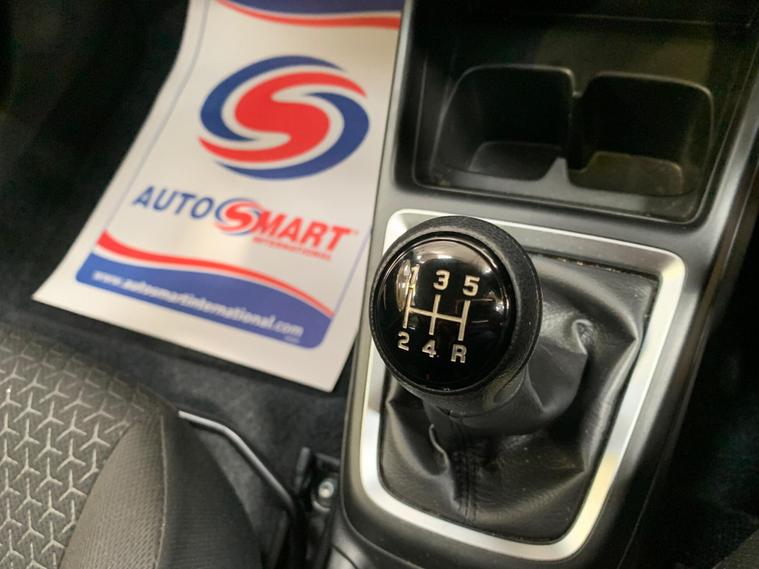 AUTOSMART
INTERNATIONAL
www.autosmartinternational.com
1 3 5
2 4 R